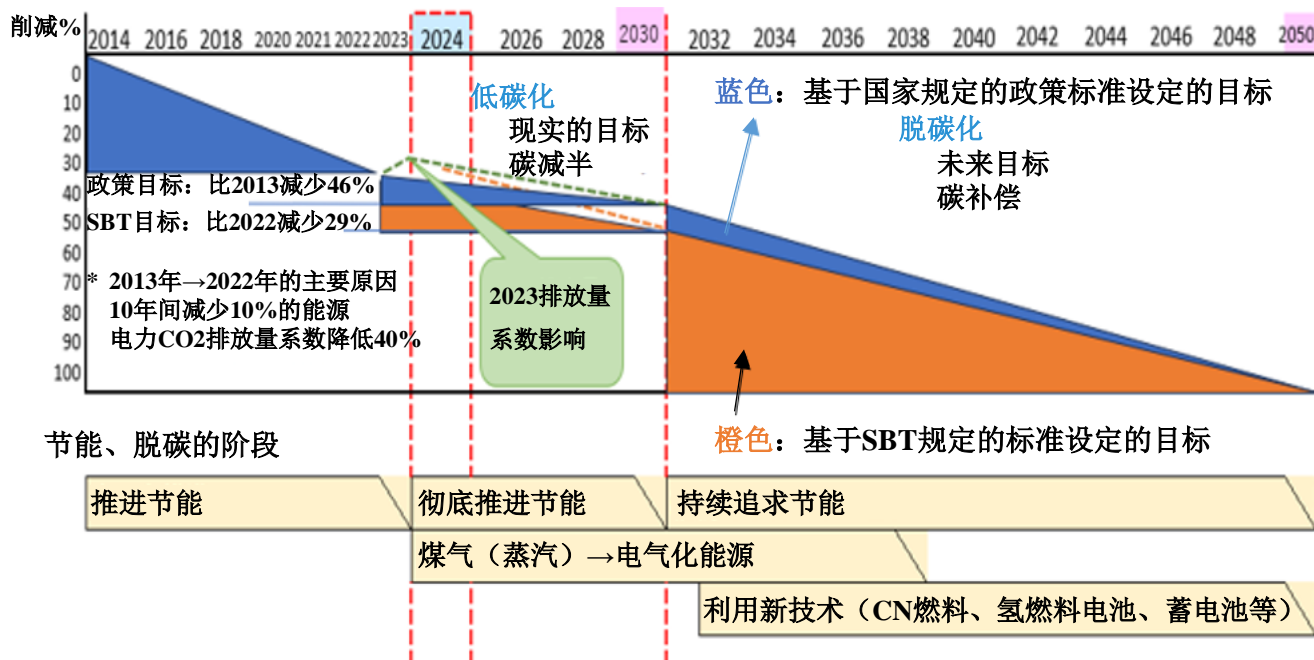 削减%
2014 2016 2018 2020 2021 2022 2023 2024 2026 2028 2030 2032 2034 2036 2038 2040 2042 2044 2046 2048 2050
0
10
20
30
40
50
60
70
80
90
100
低碳化
现实的目标
碳减半
蓝色：基于国家规定的政策标准设定的目标
脱碳化
未来目标
碳补偿
政策目标：比2013减少46%
SBT目标：比2022减少29%
* 2013年→2022年的主要原因
10年间减少10%的能源
电力CO2排放量系数降低40%
2023排放量
系数影响
橙色：基于SBT规定的标准设定的目标
节能、脱碳的阶段
推进节能
彻底推进节能
持续追求节能
煤气（蒸汽）→电气化能源
利用新技术（CN燃料、氢燃料电池、蓄电池等）